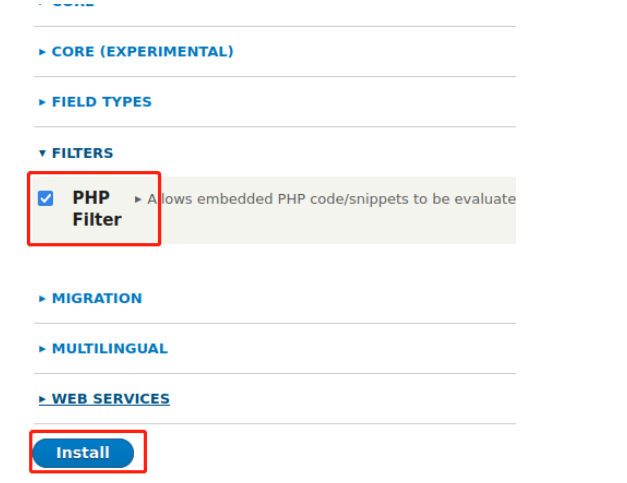 CORE
▸ CORE (EXPERIMENTAL)
▸ FIELD TYPES
▾ FILTERS
PHP ▸ Allows embedded PHP code/snippets to be evaluate
Filter
▸ MIGRATION
▸ MULTILINGUAL
▸ WEB SERVICES
Install